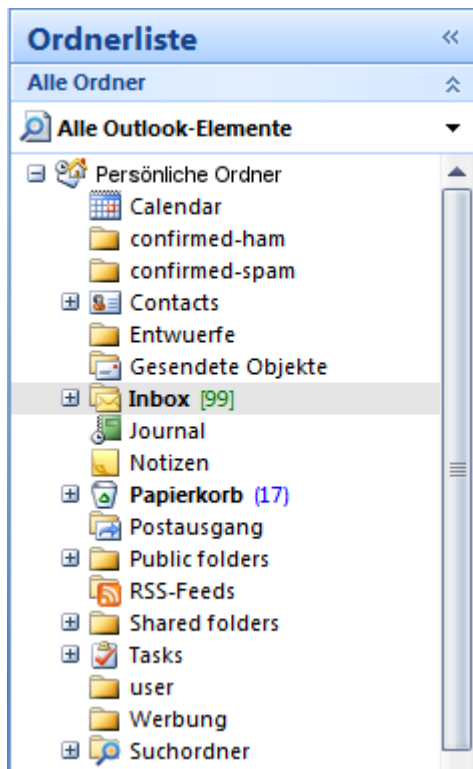 Ordnerliste
Alle Ordner
Alle Outlook-Elemente
Persönliche Ordner
Calendar
confirmed-ham
confirmed-spam
Contacts
Entwuerfe
Gesendete Objekte
Inbox [99]
Journal
Notizen
Papierkorb (17)
Postausgang
Public folders
RSS-Feeds
Shared folders
Tasks
user
Werbung
Suchordner